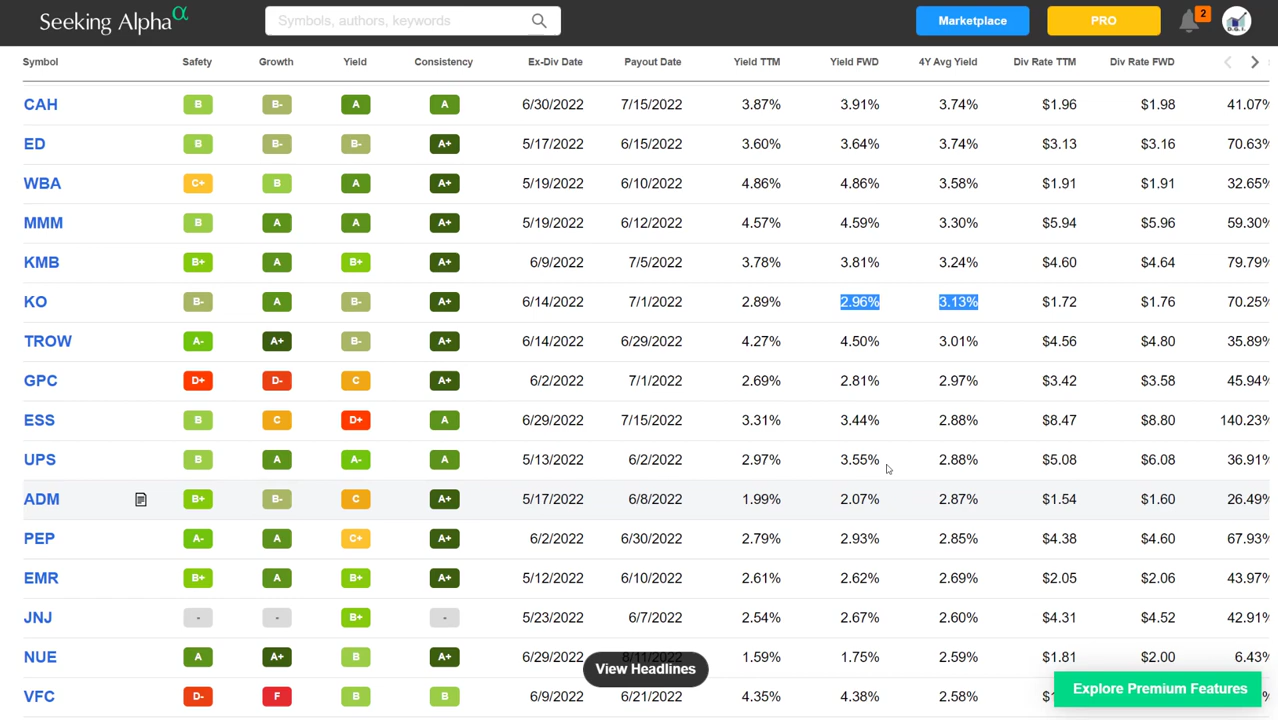 Seeking Alpha α Symbols, authors, keywords Marketplace PRO 2
Symbol Safety Growth Yield Consistency Ex-Div Date Payout Date Yield TTM Yield FWD 4Y Avg Yield Div Rate TTM Div Rate FWD
CAH B B- A A 6/30/2022 7/15/2022 3.87% 3.91% 3.74% $1.96 $1.98 41.07%
ED B B- B- A+ 5/17/2022 6/15/2022 3.60% 3.64% 3.74% $3.13 $3.16 70.63%
WBA C+ B A A+ 5/19/2022 6/10/2022 4.86% 4.86% 3.58% $1.91 $1.91 32.65%
MMM B A A A+ 5/19/2022 6/12/2022 4.57% 4.59% 3.30% $5.94 $5.96 59.30%
KMB B+ A B+ A+ 6/9/2022 7/5/2022 3.78% 3.81% 3.24% $4.60 $4.64 79.79%
KO B- A B- A+ 6/14/2022 7/1/2022 2.89% 2.96% 3.13% $1.72 $1.76 70.25%
TROW A- A+ B- A+ 6/14/2022 6/29/2022 4.27% 4.50% 3.01% $4.56 $4.80 35.89%
GPC D+ D- C A+ 6/2/2022 7/1/2022 2.69% 2.81% 2.97% $3.42 $3.58 45.94%
ESS B C D+ A 6/29/2022 7/15/2022 3.31% 3.44% 2.88% $8.47 $8.80 140.23%
UPS B A A- A 5/13/2022 6/2/2022 2.97% 3.55% 2.88% $5.08 $6.08 36.91%
ADM B+ B- C A+ 5/17/2022 6/8/2022 1.99% 2.07% 2.87% $1.54 $1.60 26.49%
PEP A- A C+ A+ 6/2/2022 6/30/2022 2.79% 2.93% 2.85% $4.38 $4.60 67.93%
EMR B+ A B+ A+ 5/12/2022 6/10/2022 2.61% 2.62% 2.69% $2.05 $2.06 43.97%
JNJ - - B+ - 5/23/2022 6/7/2022 2.54% 2.67% 2.60% $4.31 $4.52 42.91%
NUE A A+ B A+ 6/29/2022 8/11/2022 1.59% 1.75% 2.59% $1.81 $2.00 6.43%
View Headlines
Explore Premium Features
VFC D- F B B 6/9/2022 6/21/2022 4.35% 4.38% 2.58%